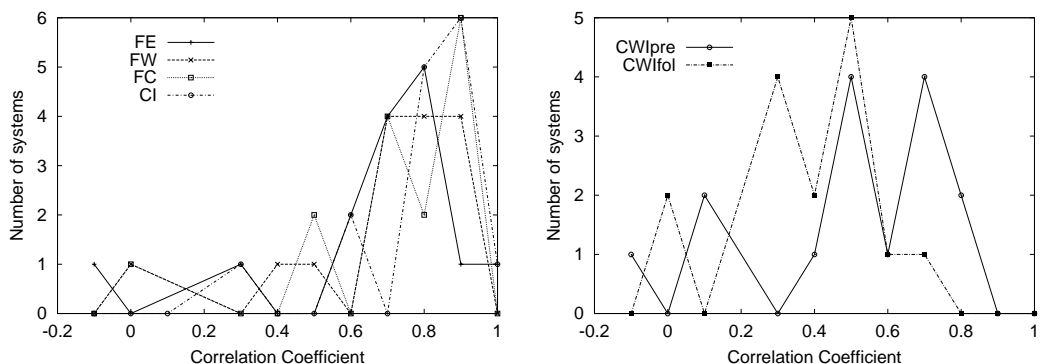 6
5
4
3
2
1
0
Number of systems
FE
FW
FC
CI
-0.2 0 0.2 0.4 0.6 0.8 1
Correlation Coefficient
5
4
3
2
1
0
Number of systems
CWIpre
CWIfol
-0.2 0 0.2 0.4 0.6 0.8 1
Correlation Coefficient